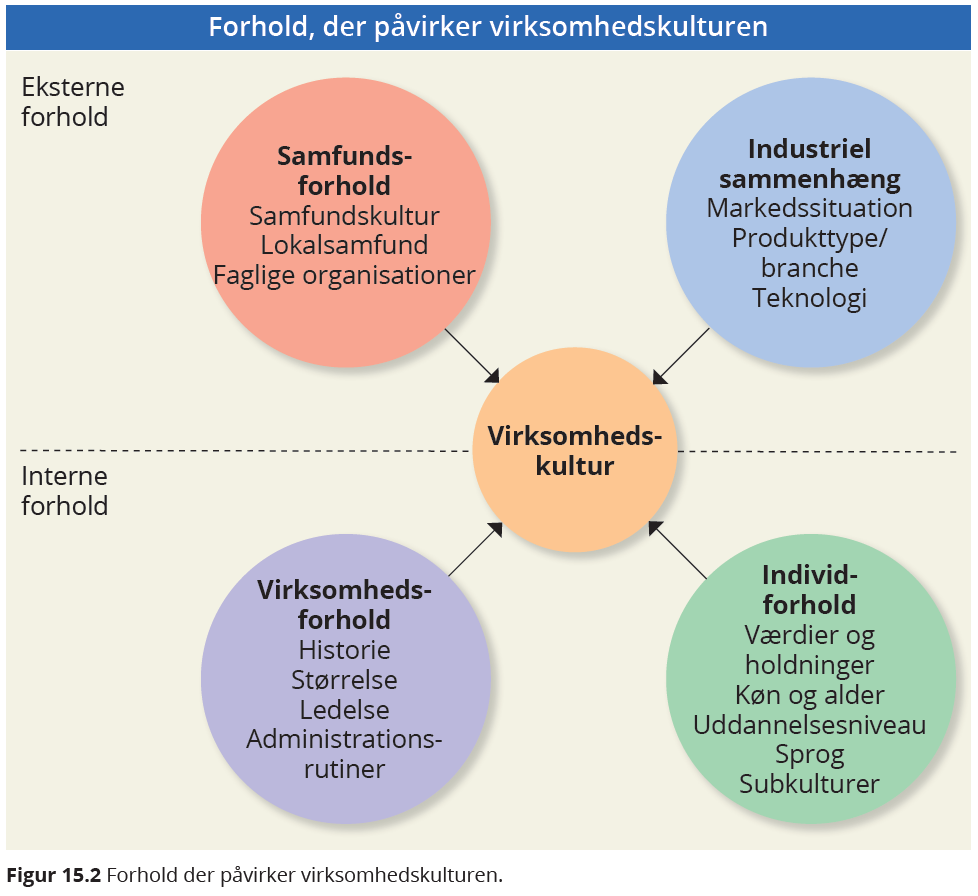 Forhold, der påvirker virksomhedskulturen
Eksterne
forhold
Samfunds-
forhold
Samfundskultur
Lokalsamfund
Faglige organisationer
Industriel
sammenhæng
Markedssituation
Produkttype/
branche
Teknologi
Virksomheds-
kultur
Interne
forhold
Virksomheds-
forhold
Historie
Størrelse
Ledelse
Administrations-
rutiner
Individ-
forhold
Værdier og
holdninger
Køn og alder
Uddannelsesniveau
Sprog
Subkulturer
Figur 15.2 Forhold der påvirker virksomhedskulturen.